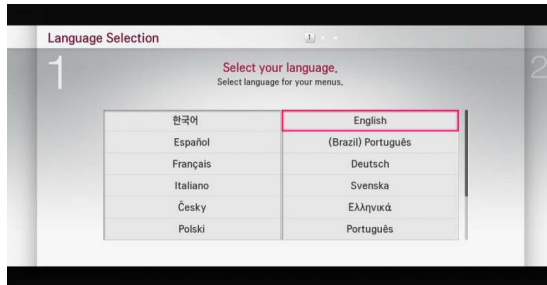 Language Selection
1
1
2
Select your language.
Select language for your menus.
한국어
English
Español
(Brazil) Português
Français
Deutsch
Italiano
Svenska
Česky
Ελληνικά
Polski
Português